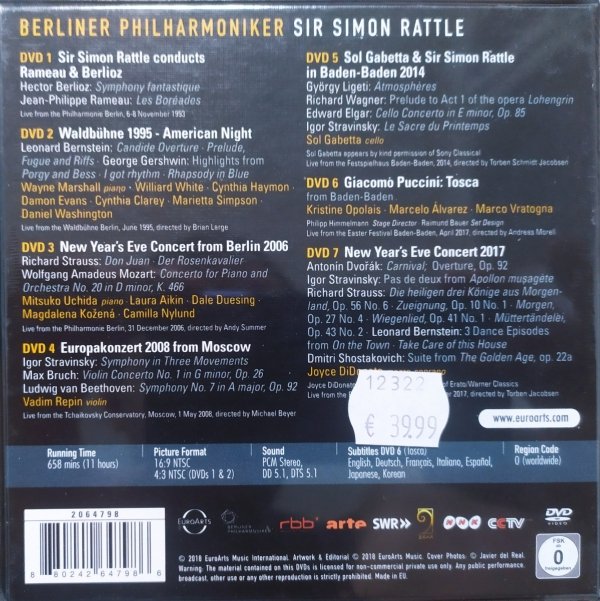 BERLINER PHILHARMONIKER SIR SIMON RATTLE
DVD 1 Sir Simon Rattle conducts
Rameau & Berlioz
Hector Berlioz: Symphony fantastique
Jean-Philippe Rameau: Les Boréades
Live from the Philharmonie Berlin, 6-8 November 1993
DVD 2 Waldbühne 1995 - American Night
Leonard Bernstein: Candide Overture · Prelude,
Fugue and Riffs · George Gershwin: Highlights from
Porgy and Bess · I got rhythm · Rhapsody in Blue
Wayne Marshall piano · Williard White · Cynthia Haymon
Damon Evans · Cynthia Clarey · Marietta Simpson ·
Daniel Washington
Live from the Waldbühne Berlin, June 1995, directed by Brian Large
DVD 3 New Year's Eve Concert from Berlin 2006
Richard Strauss: Don Juan · Der Rosenkavalier
Wolfgang Amadeus Mozart: Concerto for Piano and
Orchestra No. 20 in D minor, K. 466
Mitsuko Uchida piano · Laura Aikin · Dale Duesing ·
Magdalena Kožená · Camilla Nylund
Live from the Philharmonie Berlin, 31 December 2006, directed by Andy Summer
DVD 4 Europakonzert 2008 from Moscow
Igor Stravinsky: Symphony in Three Movements
Max Bruch: Violin Concerto No. 1 in G minor, Op. 26
Ludwig van Beethoven: Symphony No. 7 in A major, Op. 92
Vadim Repin violin
Live from the Tchaikovsky Conservatory, Moscow, 1 May 2008, directed by Michael Beyer
DVD 5 Sol Gabetta & Sir Simon Rattle
in Baden-Baden 2014
György Ligeti: Atmosphères
Richard Wagner: Prelude to Act 1 of the opera Lohengrin
Edward Elgar: Cello Concerto in E minor, Op. 85
Igor Stravinsky: Le Sacre du Printemps
Sol Gabetta cello
Sol Gabetta appears by kind permission of Sony Classical
Live from the Festspielhaus Baden-Baden, 2014, directed by Torben Schmidt Jacobsen
DVD 6 Giacomo Puccini: Tosca
from Baden-Baden
Kristine Opolais · Marcelo Álvarez · Marco Vratogna
Philipp Himmelmann Stage Director · Raimund Bauer Set Design
Live from the Easter Festival Baden-Baden, April 2017, directed by Andreas Morell
DVD 7 New Year's Eve Concert 2017
Antonin Dvořák: Carnival; Overture, Op. 92
Igor Stravinsky: Pas de deux from Apollon musagète
Richard Strauss: Die heiligen drei Könige aus Morgen-
land, Op. 56 No. 6 · Zueignung, Op. 10 No. 1 · Morgen,
Op. 27 No. 4 · Wiegenlied, Op. 41 No. 1 · Muttertändelei,
Op. 43 No. 2 · Leonard Bernstein: 3 Dance Episodes
from On the Town · Take Care of this House
Dmitri Shostakovich: Suite from The Golden Age, op. 22a
Joyce DiDonato
Joyce DiDonato of Erato/Warner Classics
2017, directed by Torben Jacobsen
12322
€ 39.99
www.euroarts.com
Running Time
658 mins (11 hours)
Picture Format
16:9 NTSC
4:3 NTSC (DVDs 1 & 2)
Sound
PCM Stereo,
DD 5.1, DTS 5.1
Subtitles DVD 6 (Tosca)
English, Deutsch, Français, Italiano, Español,
Japanese, Korean
Region Code
0 (worldwide)
2064798
8 80242 64798 6
EUROARTS
BERLINER PHILHARMONIKER
rbb arte SWR
NHK
CCTV
DVD
VIDEO
FSK
ab
0
freigegeben
℗ 2018 EuroArts Music International. Artwork & Editorial © 2018 EuroArts Music. Cover Photos: © Javier del Real.
Warning: All rights reserved. The material contained on this DVDs is licensed for non-commercial private use only. Any public performance,
broadcast, other use or any other reproduction is strictly prohibited. Made in EU.